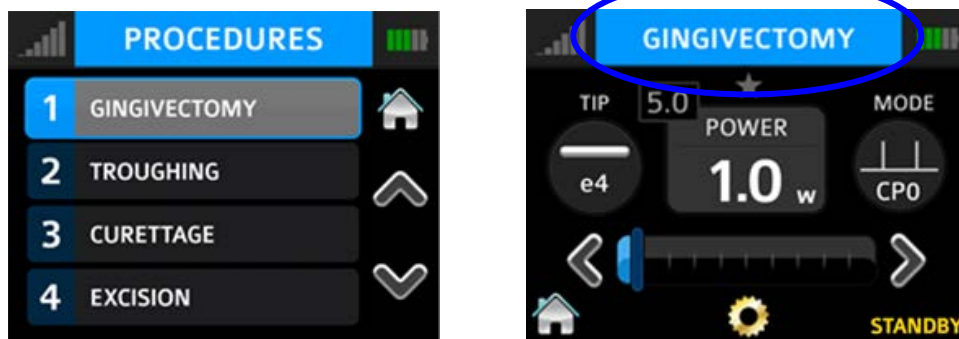 PROCEDURES
1 GINGIVECTOMY
2 TROUGHING
3 CURETTAGE
4 EXCISION
GINGIVECTOMY
TIP 5.0 MODE
POWER
e4 1.0 w CP0
STANDBY